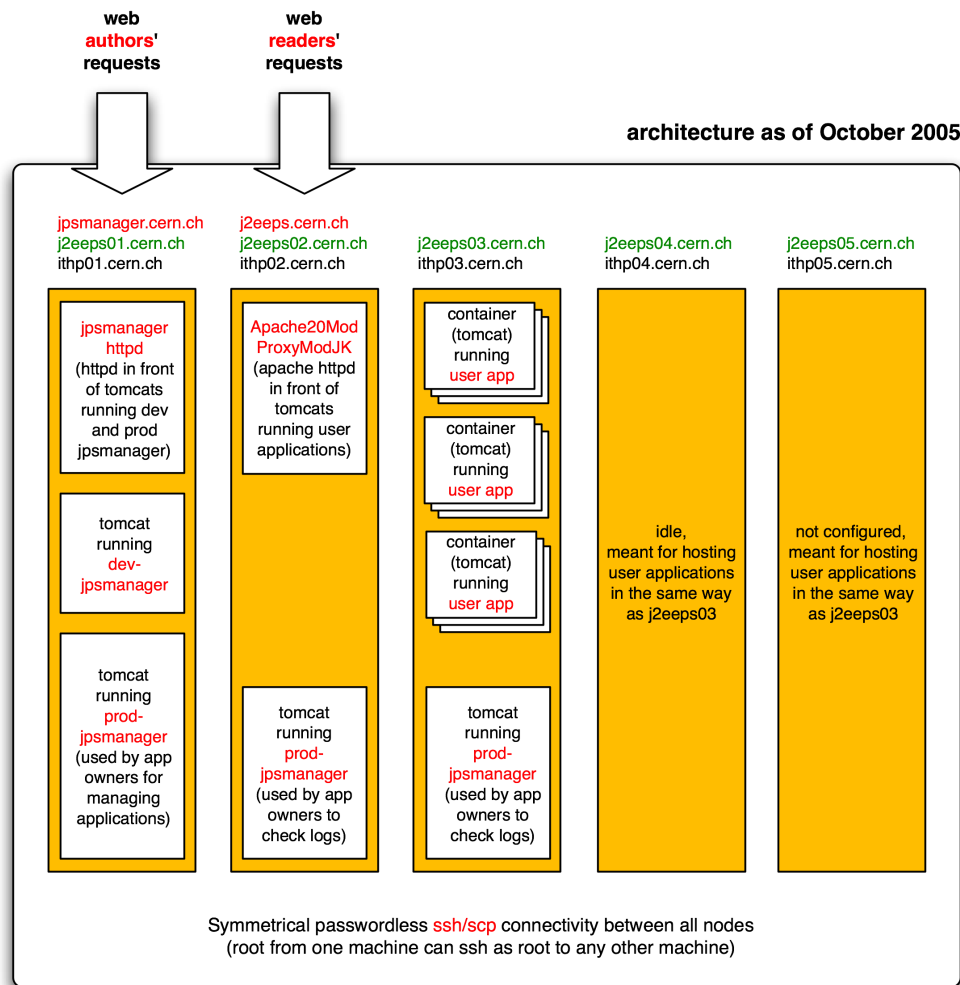 web
authors'
requests
web
readers'
requests
architecture as of October 2005
jpsmanager.cern.ch
j2eeps01.cern.ch
ithp01.cern.ch
j2eeps.cern.ch
j2eeps02.cern.ch
ithp02.cern.ch
j2eeps03.cern.ch
ithp03.cern.ch
j2eeps04.cern.ch
ithp04.cern.ch
j2eeps05.cern.ch
ithp05.cern.ch
jpsmanager
httpd
(httpd in front
of tomcats
running dev
and prod
jpsmanager)
tomcat
running
dev-
jpsmanager
tomcat
running
prod-
jpsmanager
(used by app
owners for
managing
applications)
Apache20Mod
ProxyModJK
(apache httpd
in front of
tomcats
running user
applications)
tomcat
running
prod-
jpsmanager
(used by app
owners to
check logs)
container
(tomcat)
running
user app
container
(tomcat)
running
user app
container
(tomcat)
running
user app
tomcat
running
prod-
jpsmanager
(used by app
owners to
check logs)
idle,
meant for hosting
user applications
in the same way
as j2eeps03
not configured,
meant for hosting
user applications
in the same way
as j2eeps03
Symmetrical passwordless ssh/scp connectivity between all nodes
(root from one machine can ssh as root to any other machine)